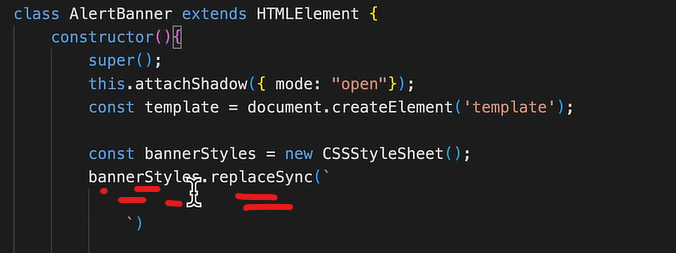 class AlertBanner extends HTMLElement {
constructor(){
super();
this.attachShadow({ mode: "open"});
const template = document.createElement('template');
const bannerStyles = new CSSStyleSheet();
bannerStyles.replaceSync(`
`)